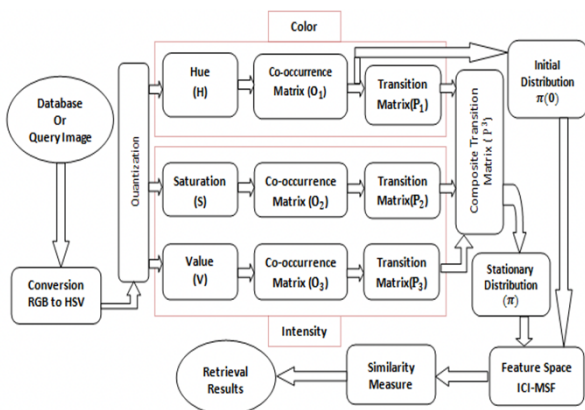 Color
Database
Or
Query Image
Conversion
RGB to HSV
Quantization
Hue
(H)
Co-occurrence
Matrix (O₁)
Transition
Matrix(P₁)
Saturation
(S)
Co-occurrence
Matrix (O₂)
Transition
Matrix(P₂)
Value
(V)
Co-occurrence
Matrix (O₃)
Transition
Matrix(P₃)
Intensity
Composite Transition
Matrix ( P³)
Initial
Distribution
π(0)
Stationary
Distribution
(π)
Feature Space
ICI-MSF
Similarity
Measure
Retrieval
Results